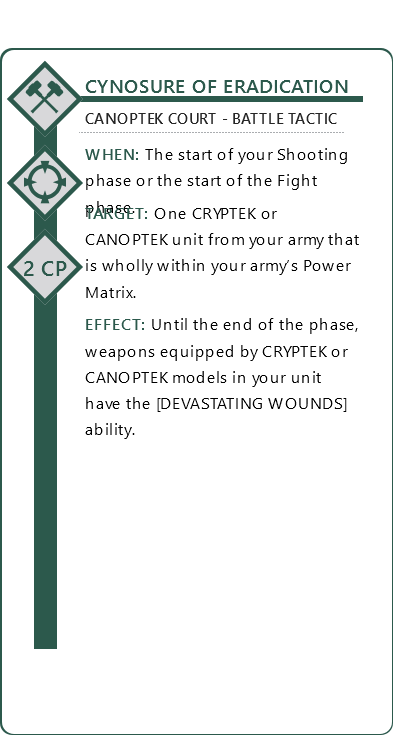 CYNOSURE OF ERADICATION
CANOPTEK COURT - BATTLE TACTIC
WHEN: The start of your Shooting
phase or the start of the Fight
phase.
TARGET: One CRYPTEK or
CANOPTEK unit from your army that
is wholly within your army's Power
2 CP
Matrix.
EFFECT: Until the end of the phase,
weapons equipped by CRYPTEK or
CANOPTEK models in your unit
have the [DEVASTATING WOUNDS]
ability.